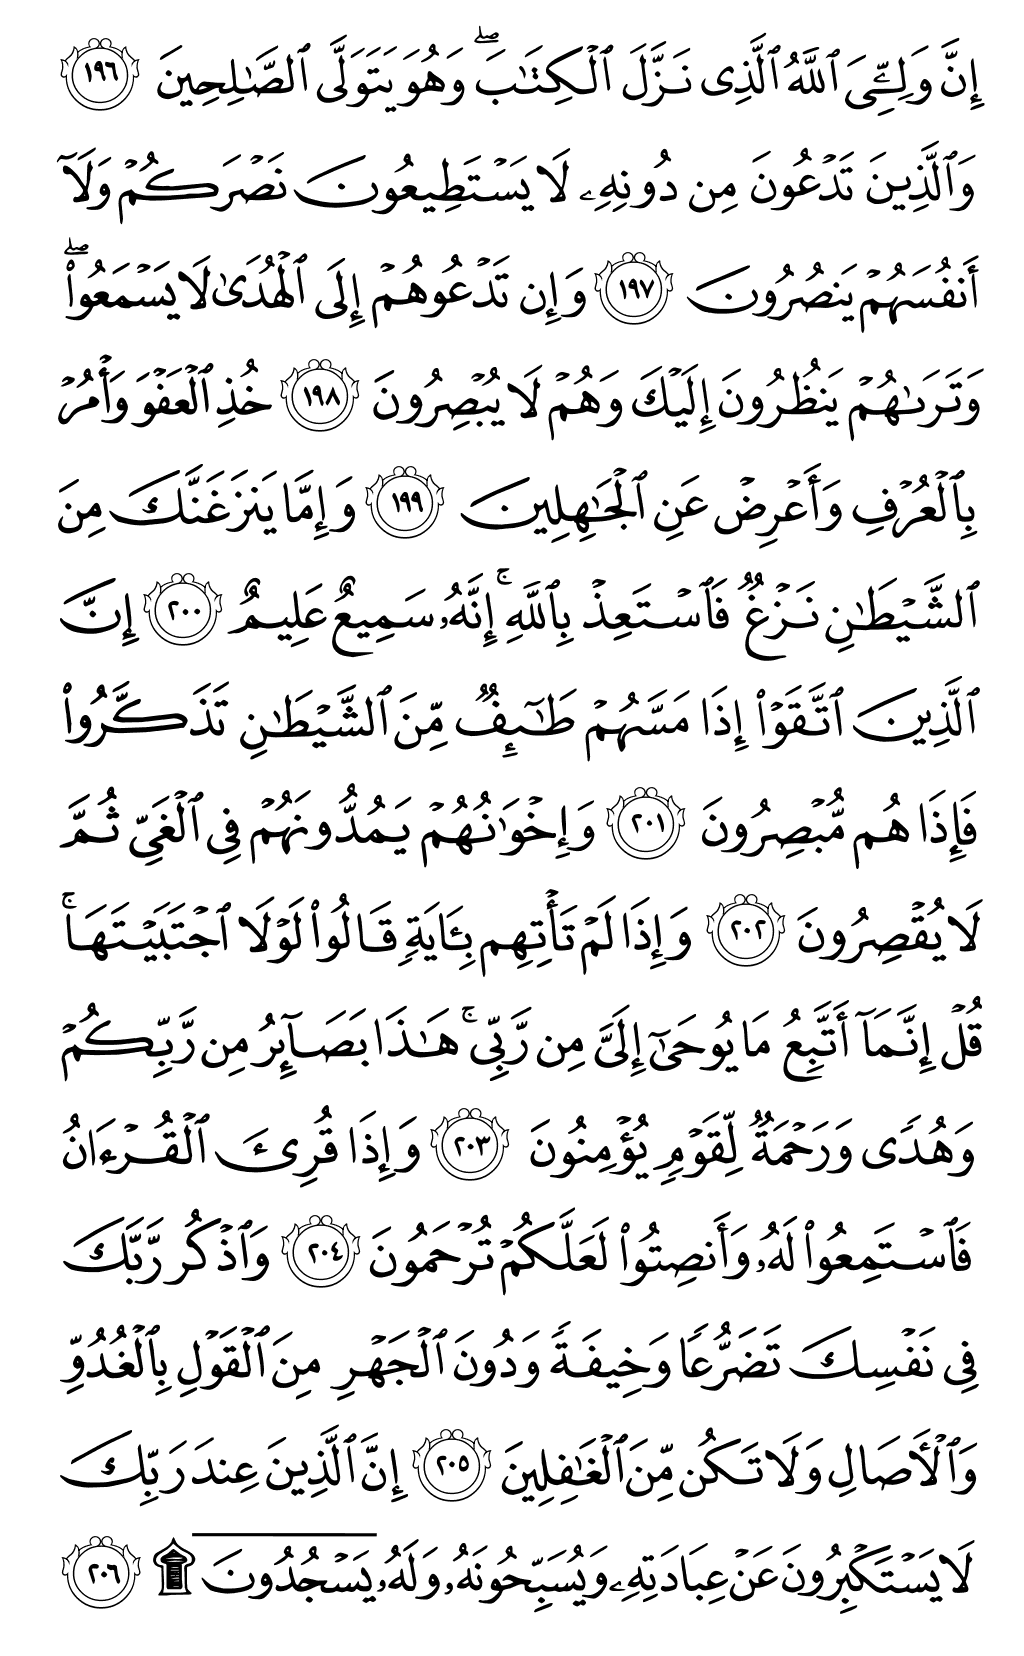 إِنَّ وَلِـِّۧيَ ٱللَّهُ ٱلَّذِي نَزَّلَ ٱلۡكِتَٰبَۖ وَهُوَ يَتَوَلَّى ٱلصَّٰلِحِينَ ١٩٦
وَٱلَّذِينَ تَدۡعُونَ مِن دُونِهِۦ لَا يَسۡتَطِيعُونَ نَصۡرَكُمۡ وَلَآ
أَنفُسَهُمۡ يَنصُرُونَ ١٩٧ وَإِن تَدۡعُوهُمۡ إِلَى ٱلۡهُدَىٰ لَا يَسۡمَعُواْۖ
وَتَرَىٰهُمۡ يَنظُرُونَ إِلَيۡكَ وَهُمۡ لَا يُبۡصِرُونَ ١٩٨ خُذِ ٱلۡعَفۡوَ وَأۡمُرۡ
بِٱلۡعُرۡفِ وَأَعۡرِضۡ عَنِ ٱلۡجَٰهِلِينَ ١٩٩ وَإِمَّا يَنزَغَنَّكَ مِنَ
ٱلشَّيۡطَٰنِ نَزۡغٞ فَٱسۡتَعِذۡ بِٱللَّهِۚ إِنَّهُۥ سَمِيعٌ عَلِيمٌ ٢٠٠ إِنَّ
ٱلَّذِينَ ٱتَّقَوۡاْ إِذَا مَسَّهُمۡ طَٰٓئِفٞ مِّنَ ٱلشَّيۡطَٰنِ تَذَكَّرُواْ
فَإِذَا هُم مُّبۡصِرُونَ ٢٠١ وَإِخۡوَٰنُهُمۡ يَمُدُّونَهُمۡ فِي ٱلۡغَيِّ ثُمَّ
لَا يُقۡصِرُونَ ٢٠٢ وَإِذَا لَمۡ تَأۡتِهِم بِـَٔايَةٖ قَالُواْ لَوۡلَا ٱجۡتَبَيۡتَهَاۚ
قُلۡ إِنَّمَآ أَتَّبِعُ مَا يُوحَىٰٓ إِلَيَّ مِن رَّبِّيۚ هَٰذَا بَصَآئِرُ مِن رَّبِّكُمۡ
وَهُدٗى وَرَحۡمَةٞ لِّقَوۡمٖ يُؤۡمِنُونَ ٢٠٣ وَإِذَا قُرِئَ ٱلۡقُرۡءَانُ
فَٱسۡتَمِعُواْ لَهُۥ وَأَنصِتُواْ لَعَلَّكُمۡ تُرۡحَمُونَ ٢٠٤ وَٱذۡكُر رَّبَّكَ
فِي نَفۡسِكَ تَضَرُّعٗا وَخِيفَةٗ وَدُونَ ٱلۡجَهۡرِ مِنَ ٱلۡقَوۡلِ بِٱلۡغُدُوِّ
وَٱلۡأٓصَالِ وَلَا تَكُن مِّنَ ٱلۡغَٰفِلِينَ ٢٠٥ إِنَّ ٱلَّذِينَ عِندَ رَبِّكَ
لَا يَسۡتَكۡبِرُونَ عَنۡ عِبَادَتِهِۦ وَيُسَبِّحُونَهُۥ وَلَهُۥ يَسۡجُدُونَۤ ۩ ٢٠٦